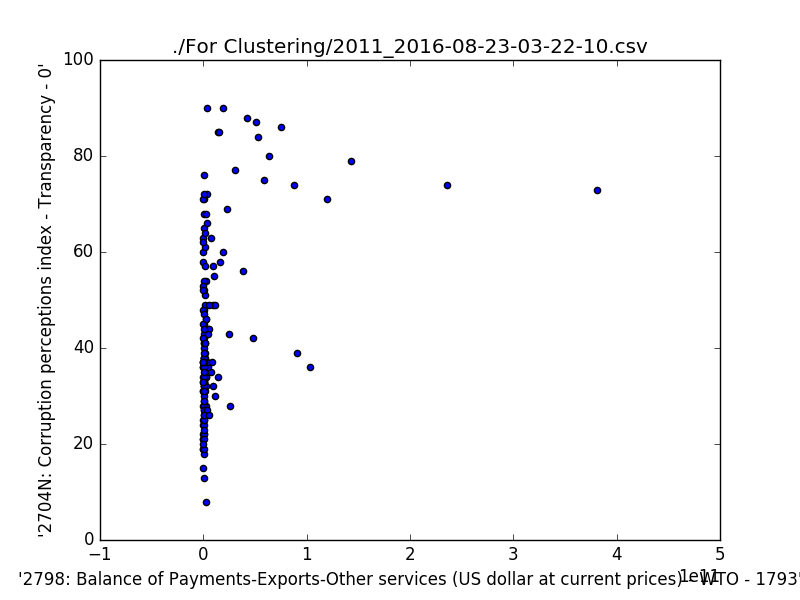 ./For Clustering/2011_2016-08-23-03-22-10.csv
'2704N: Corruption perceptions index - Transparency - 0'
100
80
60
40
20
0
−1 0 1 2 3 4 5
1e11
'2798: Balance of Payments-Exports-Other services (US dollar at current prices) - WTO - 1793'